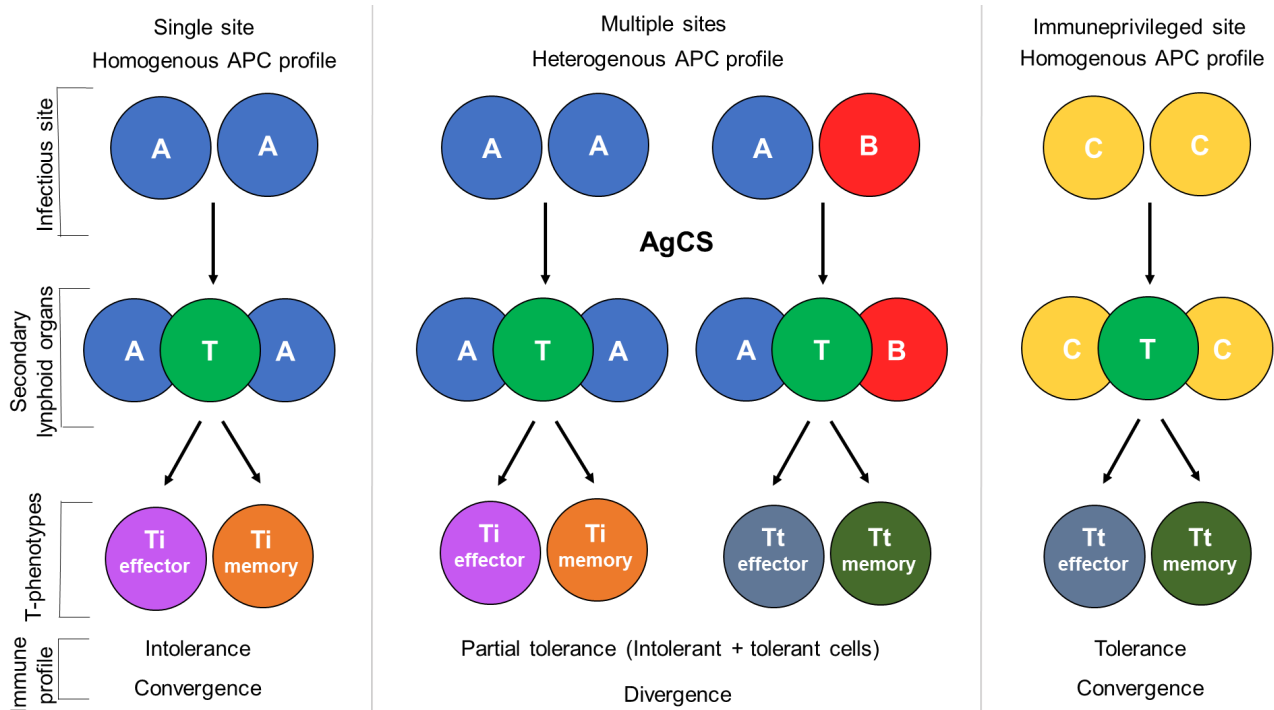 Single site
Homogenous APC profile
Multiple sites
Heterogenous APC profile
Immuneprivileged site
Homogenous APC profile
Infectious site
A
A
A
A
A
B
C
C
AgCS
Secondary
lymphoid organs
A
T
A
A
T
A
A
T
B
C
T
C
T-phenotypes
Ti
effector
Ti
memory
Ti
effector
Ti
memory
Tt
effector
Tt
memory
Tt
effector
Tt
memory
Immune
profile
Intolerance
Convergence
Partial tolerance (Intolerant + tolerant cells)
Divergence
Tolerance
Convergence